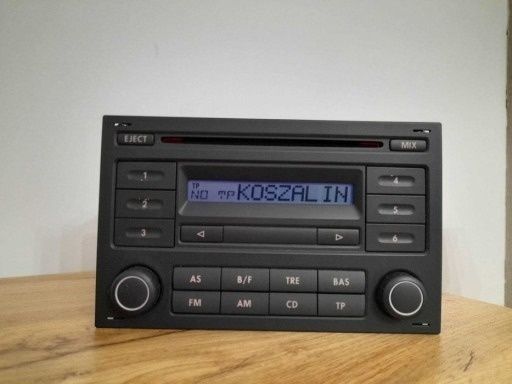 EJECT MIX
1 4
TP
NO TP KOSZALIN
2 5
3 6
AS B/F TRE BAS
FM AM CD TP